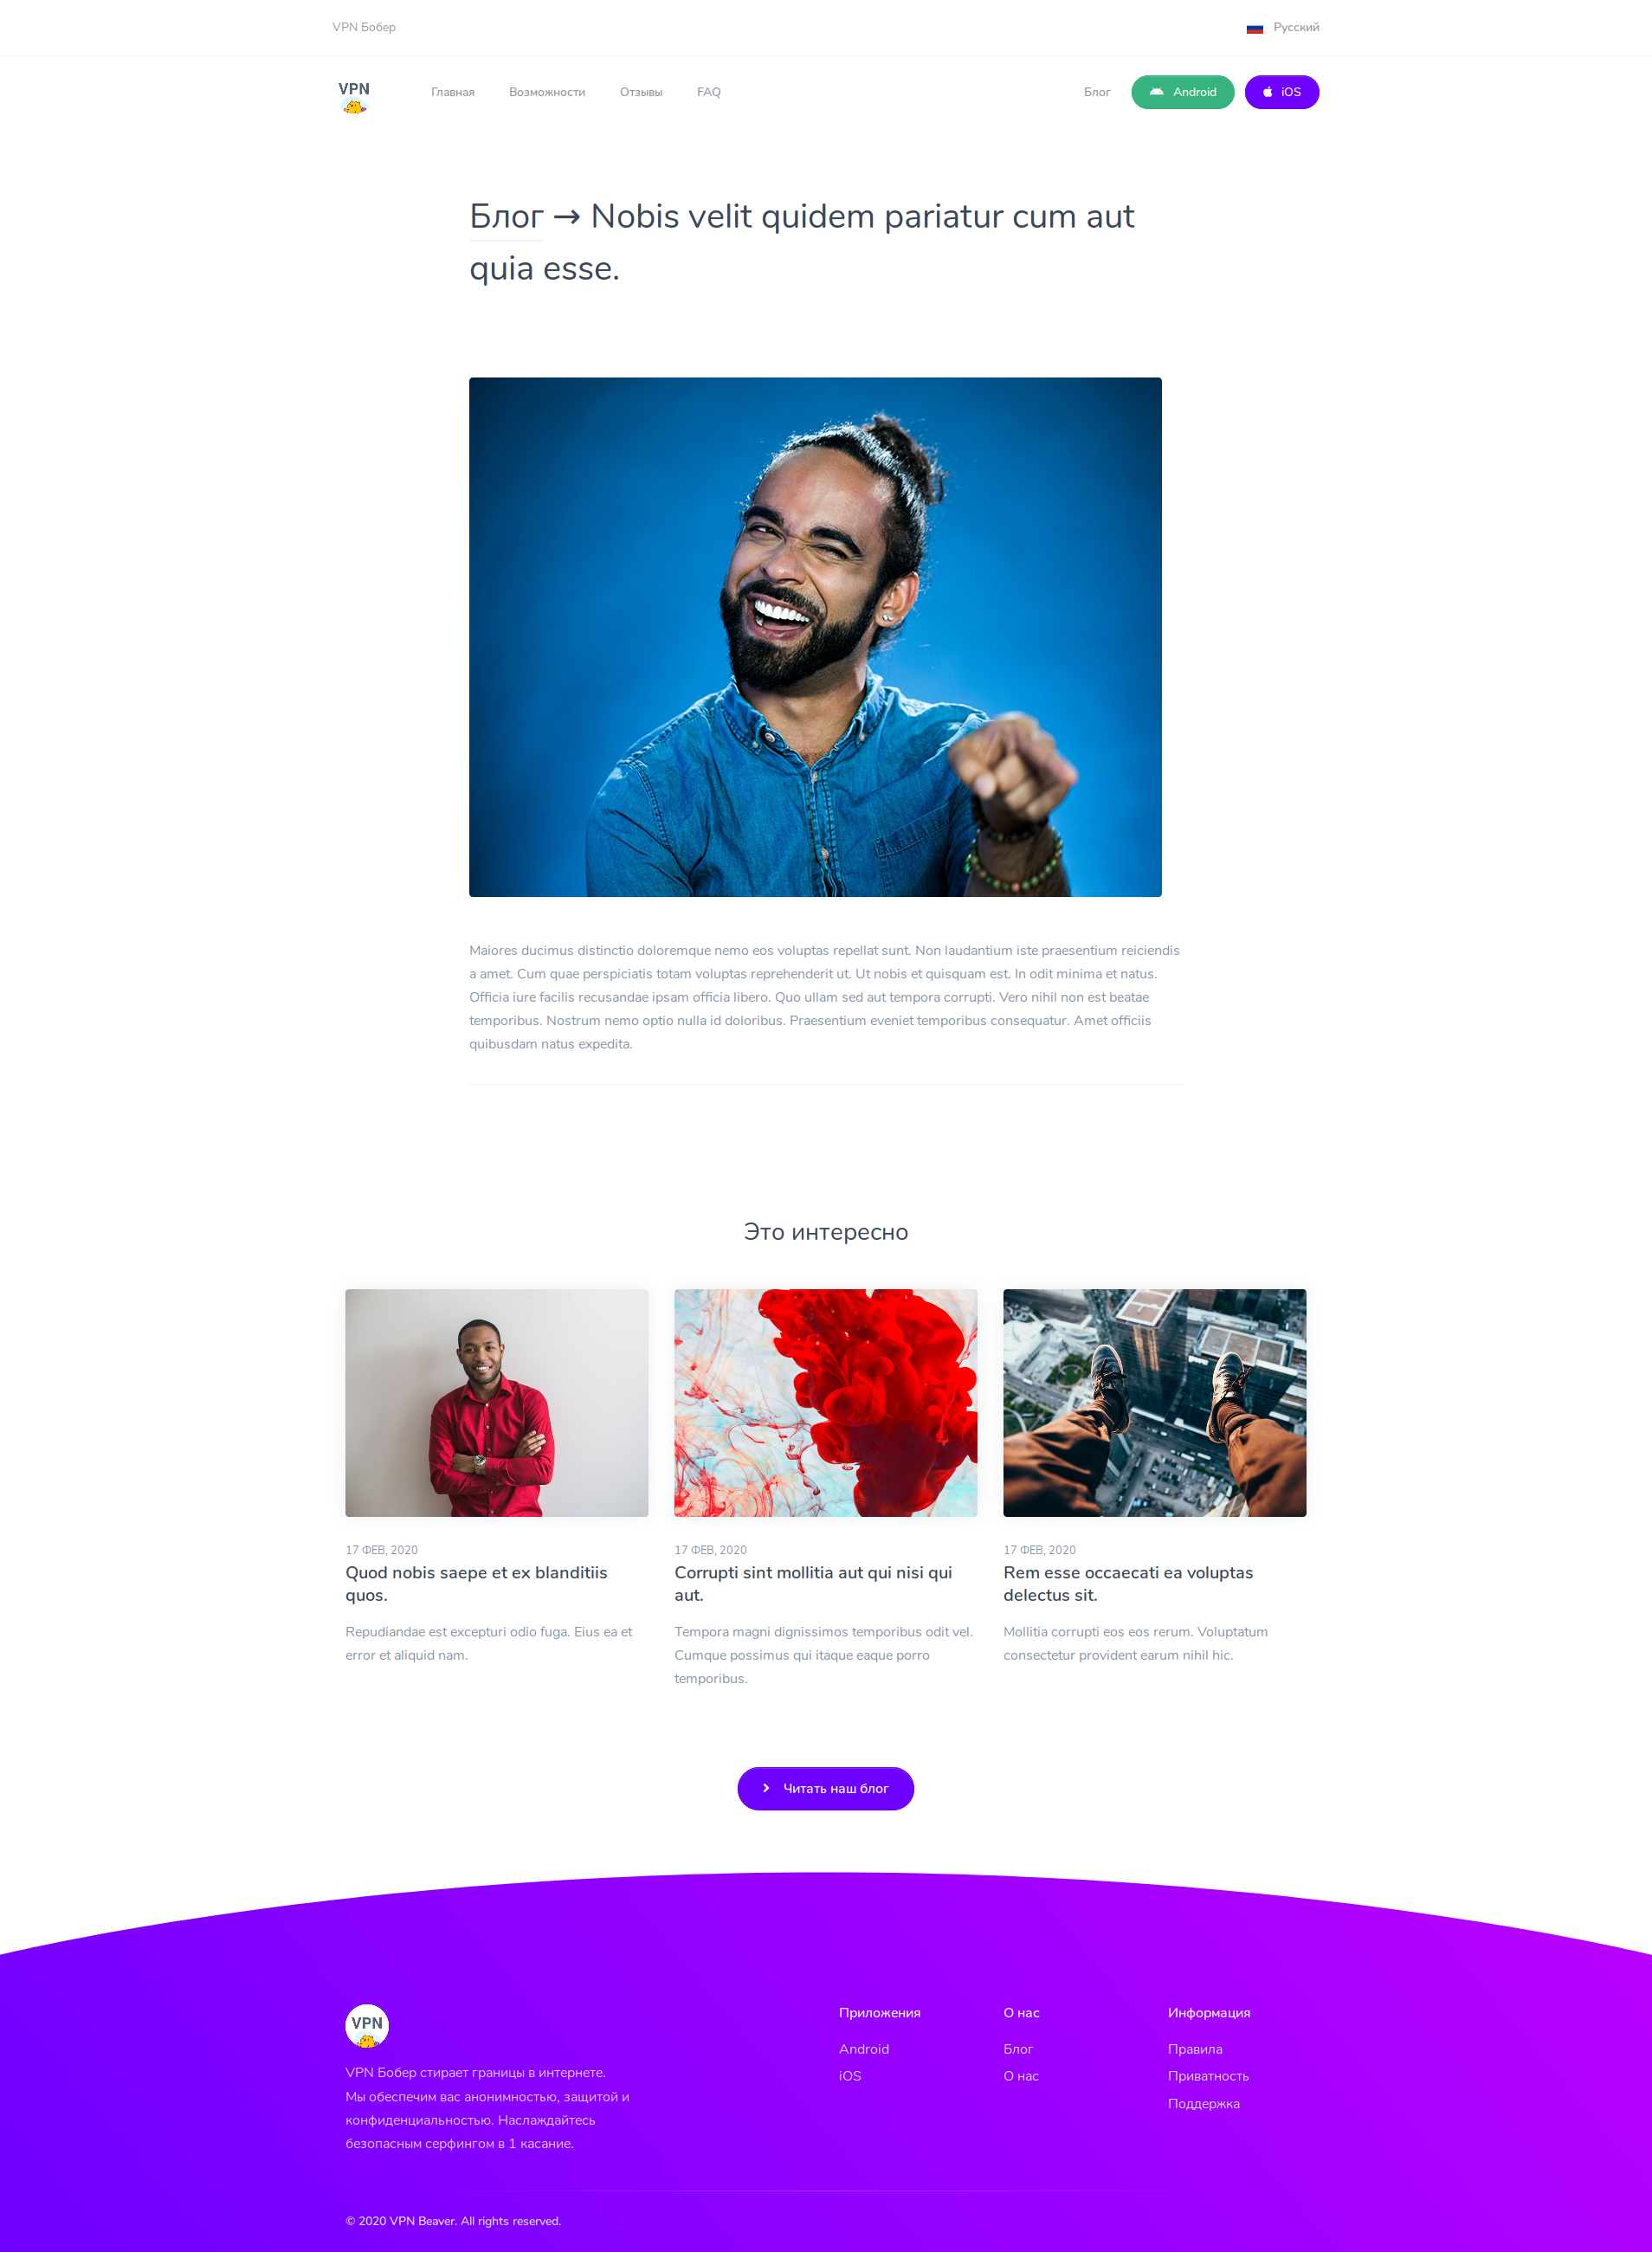 VPN Бобер
Русский
VPN
Главная
Возможности
Отзывы
FAQ
Блог
Android
iOS
Блог → Nobis velit quidem pariatur cum aut
quia esse.
Maiores ducimus distinctio doloremque nemo eos voluptas repellat sunt. Non laudantium iste praesentium reiciendis
a amet. Cum quae perspiciatis totam voluptas reprehenderit ut. Ut nobis et quisquam est. In odit minima et natus.
Officia iure facilis recusandae ipsam officia libero. Quo ullam sed aut tempora corrupti. Vero nihil non est beatae
temporibus. Nostrum nemo optio nulla id doloribus. Praesentium eveniet temporibus consequatur. Amet officiis
quibusdam natus expedita.
Это интересно
17 ФЕВ, 2020
Quod nobis saepe et ex blanditiis
quos.
Repudiandae est excepturi odio fuga. Eius ea et
error et aliquid nam.
17 ФЕВ, 2020
Corrupti sint mollitia aut qui nisi qui
aut.
Tempora magni dignissimos temporibus odit vel.
Cumque possimus qui itaque eaque porro
temporibus.
17 ФЕВ, 2020
Rem esse occaecati ea voluptas
delectus sit.
Mollitia corrupti eos eos rerum. Voluptatum
consectetur provident earum nihil hic.
Читать наш блог
VPN
VPN Бобер стирает границы в интернете.
Мы обеспечим вас анонимностью, защитой и
конфиденциальностью. Наслаждайтесь
безопасным серфингом в 1 касание.
Приложения
Android
iOS
О нас
Блог
О нас
Информация
Правила
Приватность
Поддержка
© 2020 VPN Beaver. All rights reserved.